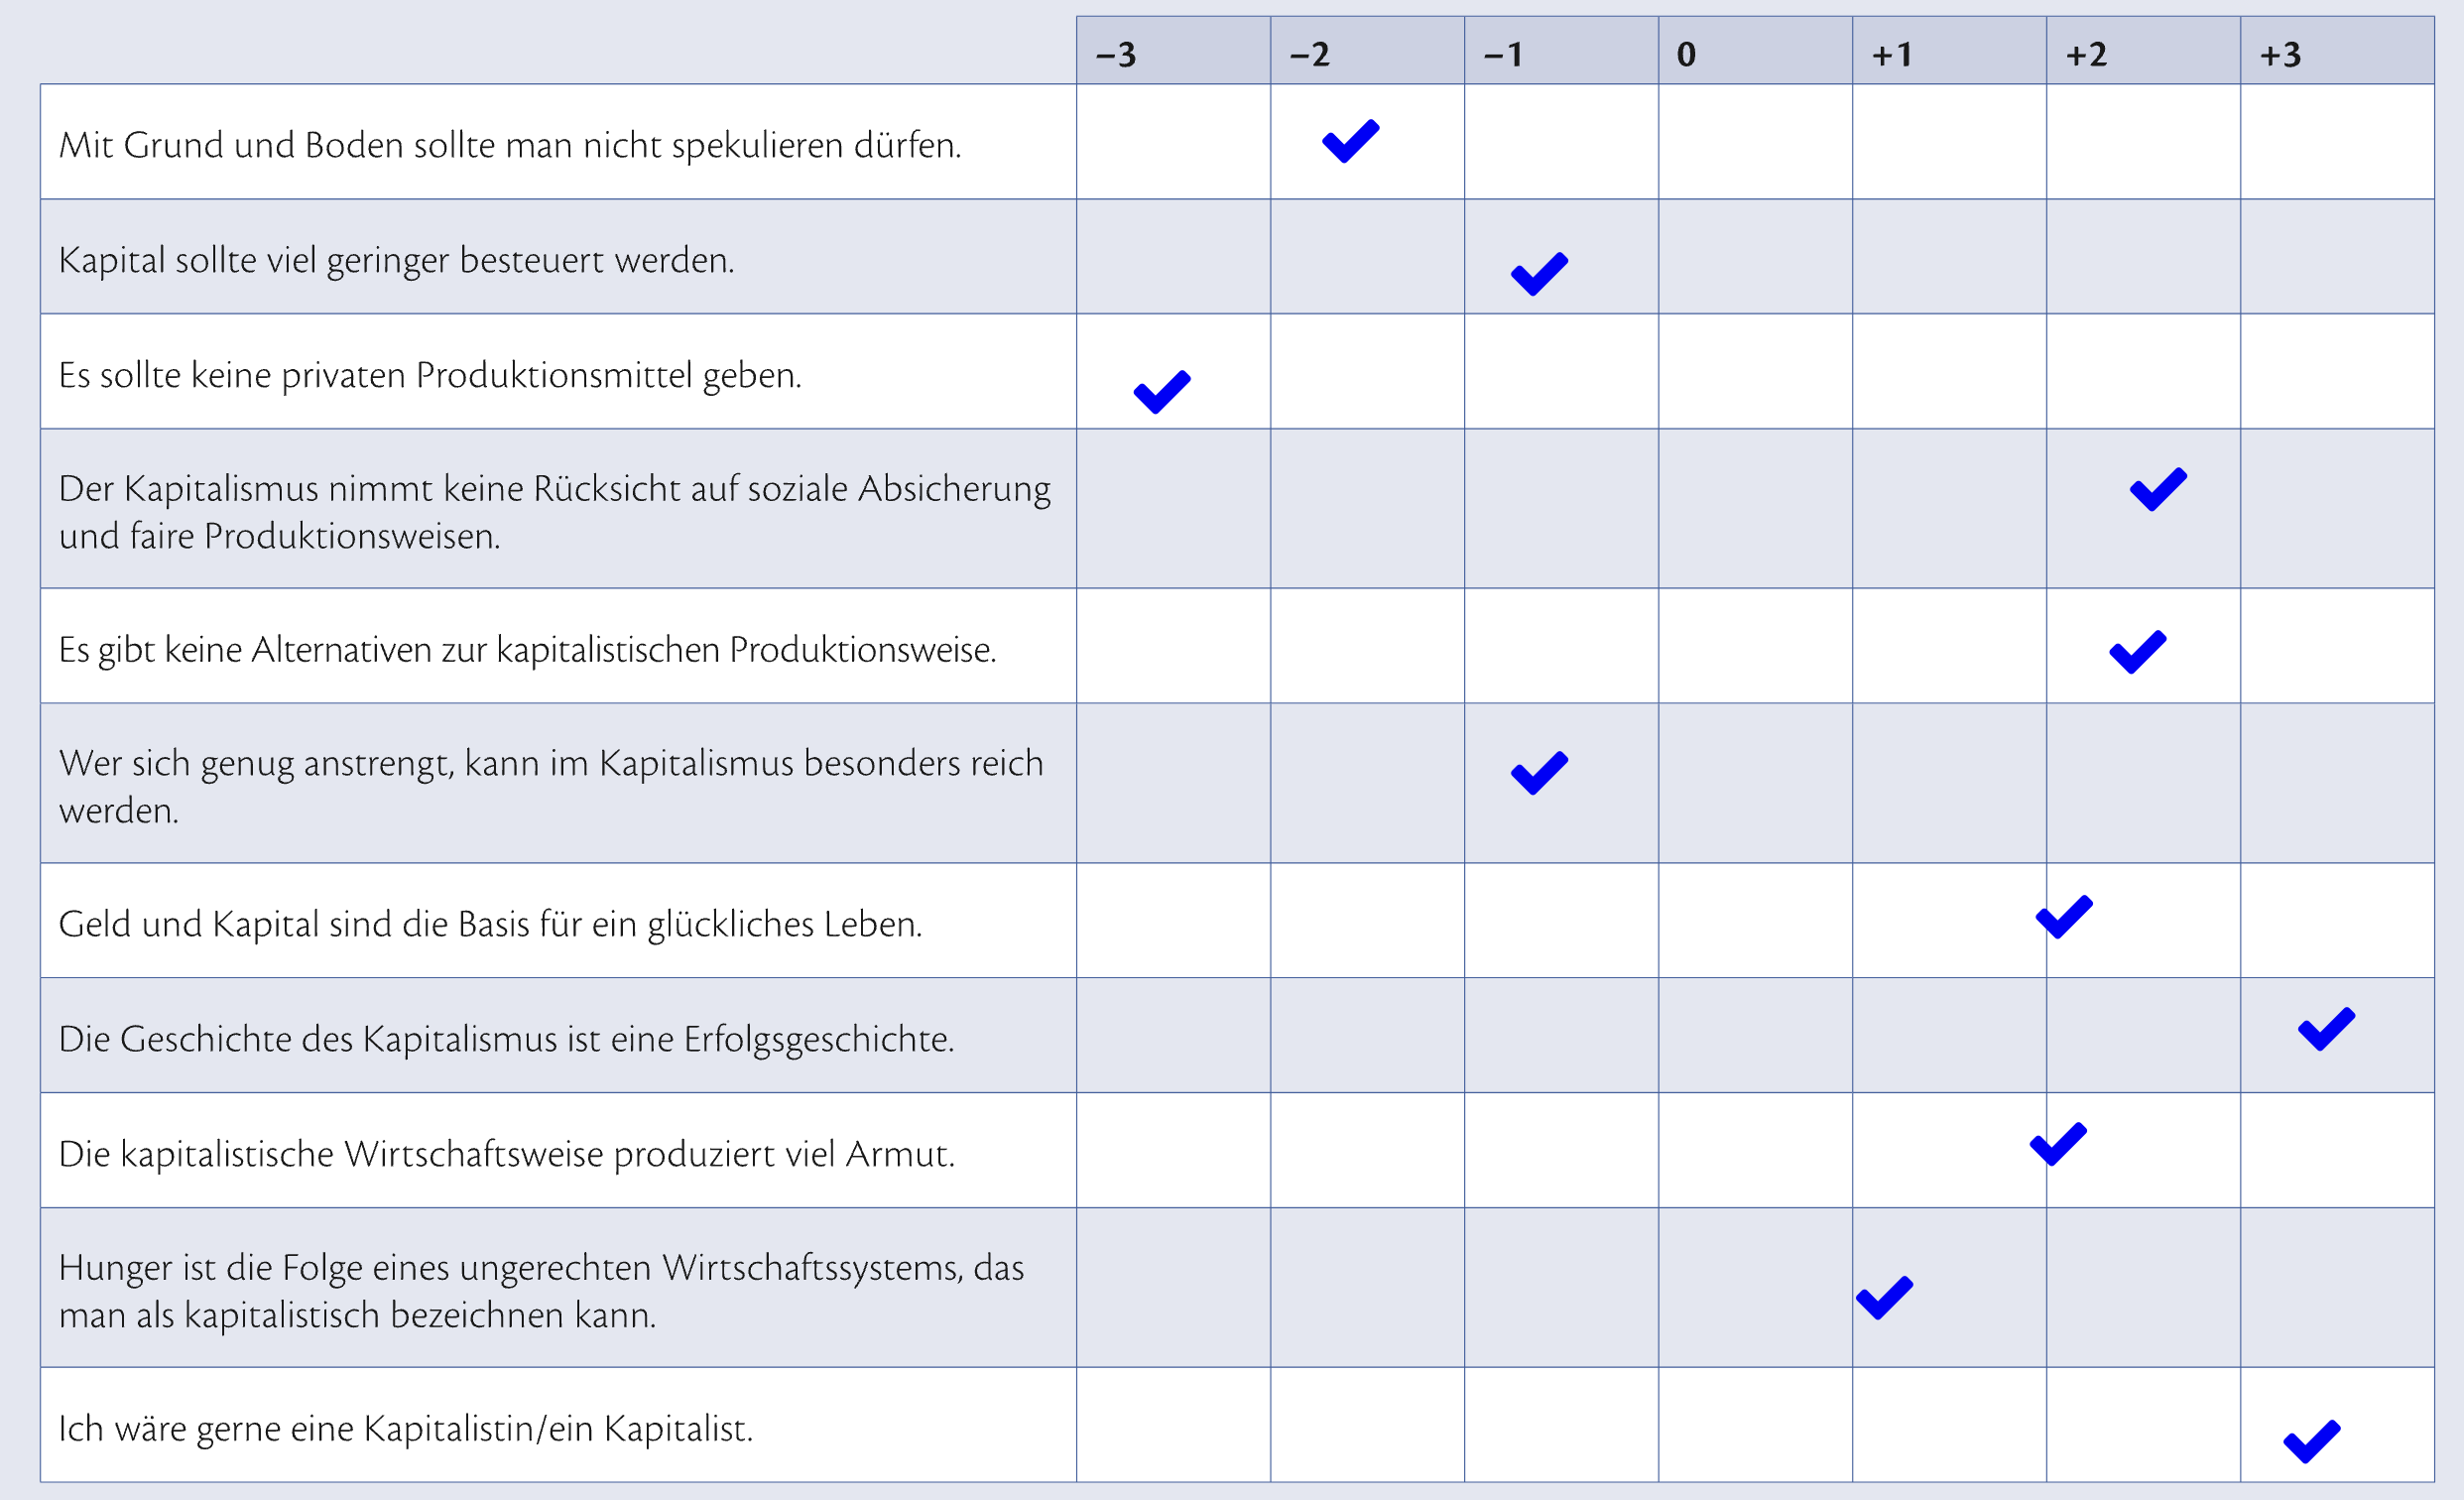 –3 –2 –1 0 +1 +2 +3
Mit Grund und Boden sollte man nicht spekulieren dürfen.
Kapital sollte viel geringer besteuert werden.
Es sollte keine privaten Produktionsmittel geben.
Der Kapitalismus nimmt keine Rücksicht auf soziale Absicherung
und faire Produktionsweisen.
Es gibt keine Alternativen zur kapitalistischen Produktionsweise.
Wer sich genug anstrengt, kann im Kapitalismus besonders reich
werden.
Geld und Kapital sind die Basis für ein glückliches Leben.
Die Geschichte des Kapitalismus ist eine Erfolgsgeschichte.
Die kapitalistische Wirtschaftsweise produziert viel Armut.
Hunger ist die Folge eines ungerechten Wirtschaftssystems, das
man als kapitalistisch bezeichnen kann.
Ich wäre gerne eine Kapitalistin/ein Kapitalist.